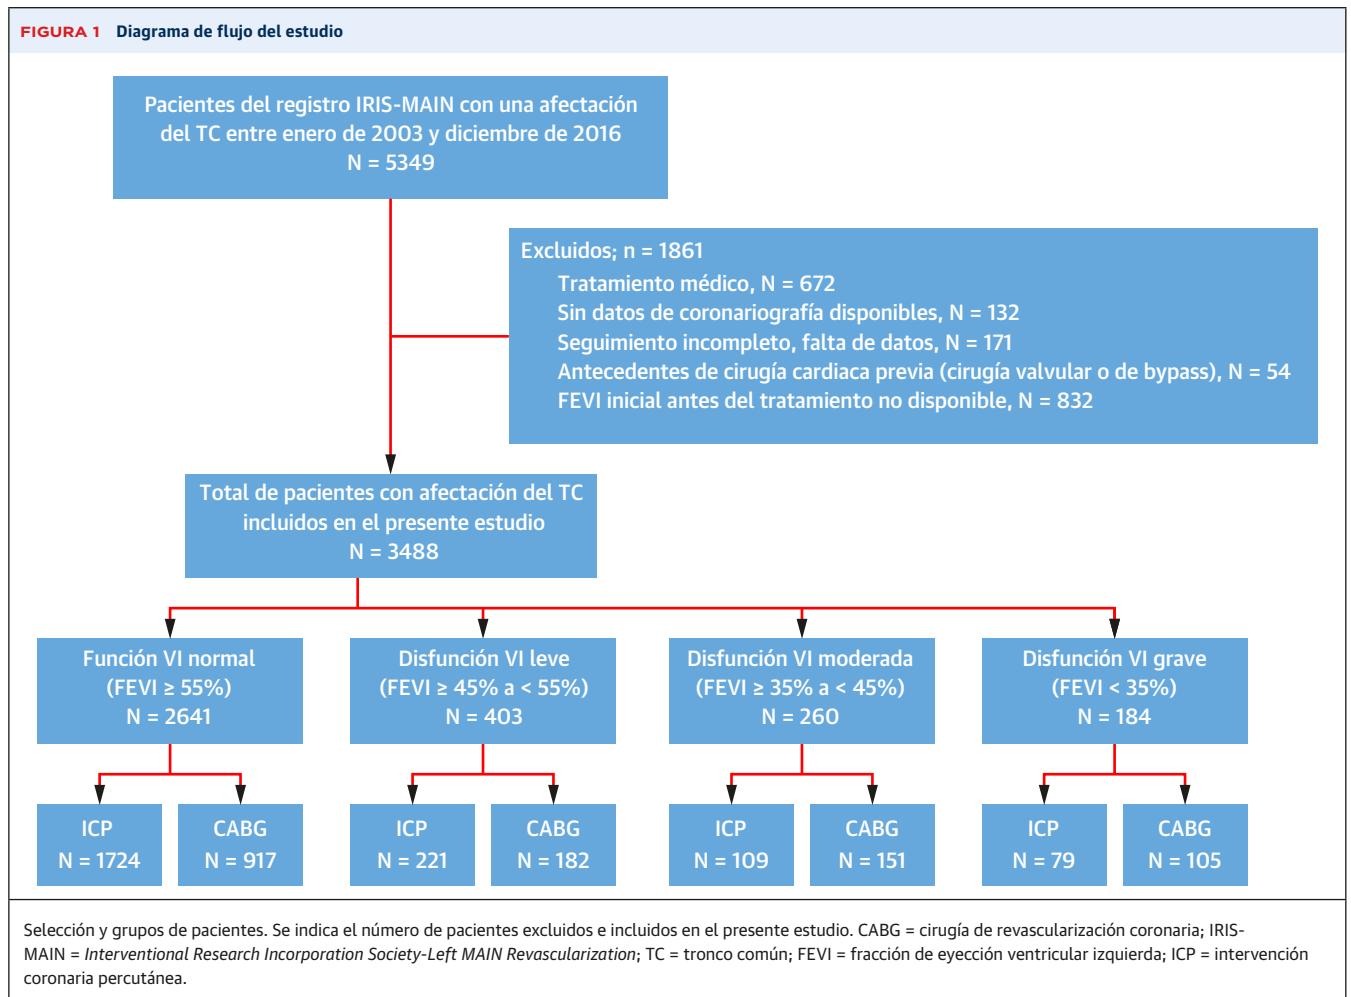 FIGURA 1 Diagrama de flujo del estudio
Pacientes del registro IRIS-MAIN con una afectación
del TC entre enero de 2003 y diciembre de 2016
N = 5349
Excluidos; n = 1861
Tratamiento médico, N = 672
Sin datos de coronariografía disponibles, N = 132
Seguimiento incompleto, falta de datos, N = 171
Antecedentes de cirugía cardiaca previa (cirugía valvular o de bypass), N = 54
FEVI inicial antes del tratamiento no disponible, N = 832
Total de pacientes con afectación del TC
incluidos en el presente estudio
N = 3488
Función VI normal
(FEVI ≥ 55%)
N = 2641
Disfunción VI leve
(FEVI ≥ 45% a < 55%)
N = 403
Disfunción VI moderada
(FEVI ≥ 35% a < 45%)
N = 260
Disfunción VI grave
(FEVI < 35%)
N = 184
ICP
N = 1724
CABG
N = 917
ICP
N = 221
CABG
N = 182
ICP
N = 109
CABG
N = 151
ICP
N = 79
CABG
N = 105
Selección y grupos de pacientes. Se indica el número de pacientes excluidos e incluidos en el presente estudio. CABG = cirugía de revascularización coronaria; IRIS-
MAIN = Interventional Research Incorporation Society-Left MAIN Revascularization; TC = tronco común; FEVI = fracción de eyección ventricular izquierda; ICP = intervención
coronaria percutánea.